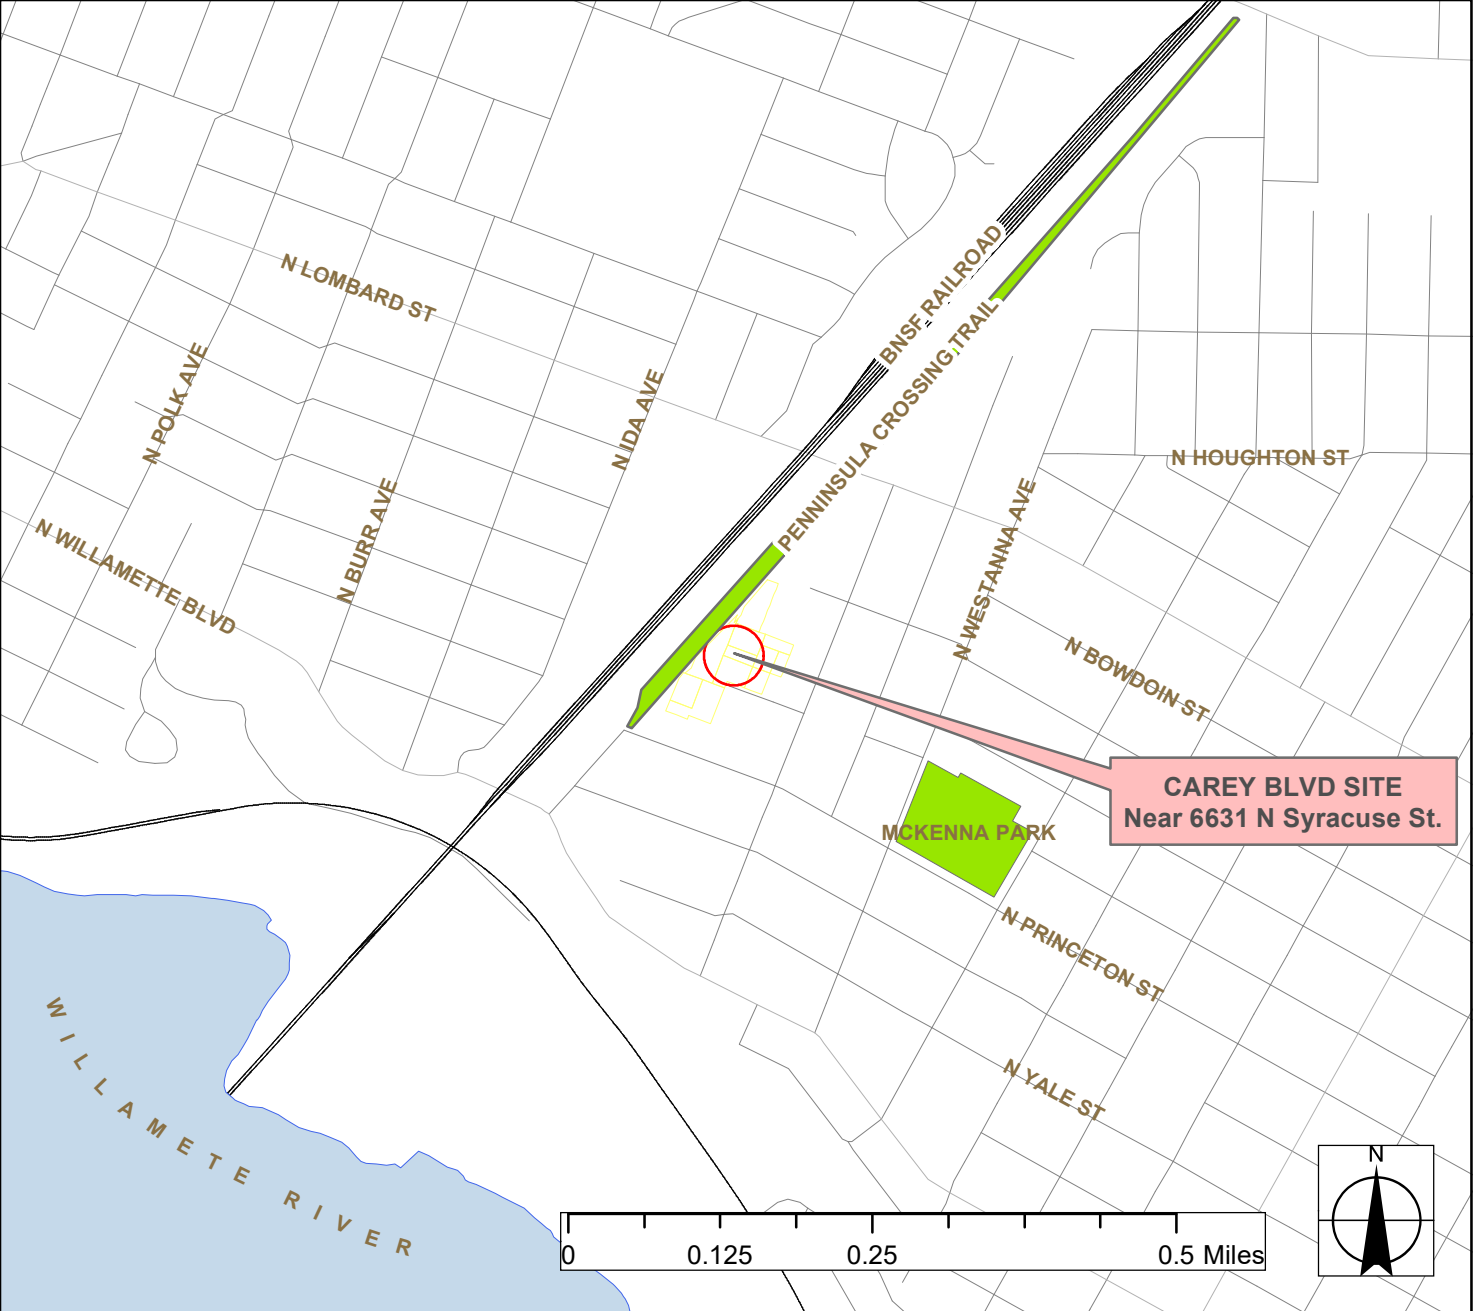 N LOMBARD ST
BNSF RAILROAD
PENNINSULA CROSSING TRAIL
N POLK AVE
N IDA AVE
N HOUGHTON ST
N WILLAMETTE BLVD
N BURR AVE
N WESTANNA AVE
N BOWDOIN ST
CAREY BLVD SITE
Near 6631 N Syracuse St.
MCKENNA PARK
N PRINCETON ST
N YALE ST
WILLAMETE RIVER
N
0 0.125 0.25 0.5 Miles